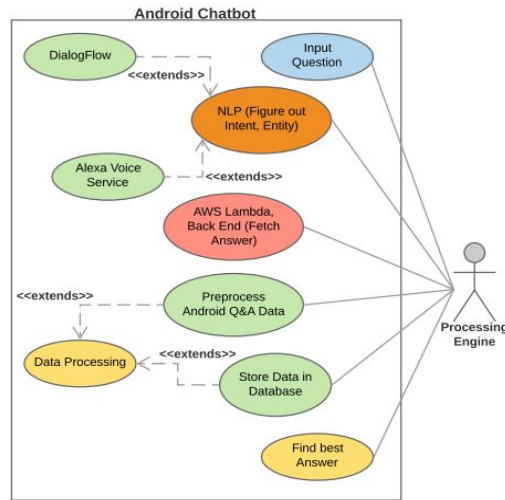 Android Chatbot
DialogFlow
<<extends>>
Input
Question
NLP (Figure out
Intent, Entity)
Alexa Voice
Service
<<extends>>
AWS Lambda,
Back End (Fetch
Answer)
<<extends>>
Preprocess
Android Q&A Data
Processing
Engine
Data Processing
<<extends>>
Store Data in
Database
Find best
Answer